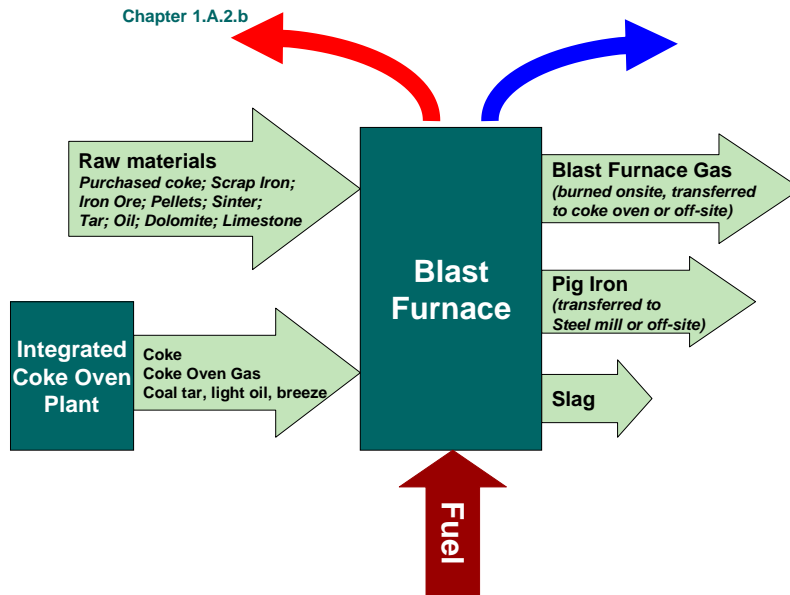 Chapter 1.A.2.b
Raw materials
Purchased coke; Scrap Iron;
Iron Ore; Pellets; Sinter;
Tar; Oil; Dolomite; Limestone
Blast Furnace Gas
(burned onsite, transferred
to coke oven or off-site)
Blast
Furnace
Pig Iron
(transferred to
Steel mill or off-site)
Integrated
Coke Oven
Plant
Coke
Coke Oven Gas
Coal tar, light oil, breeze
Slag
Fuel